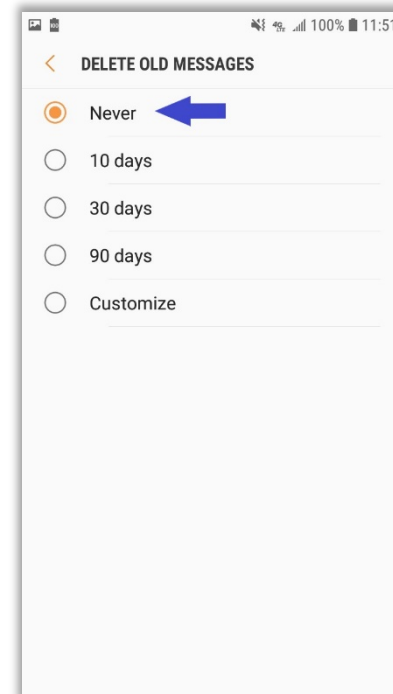 100% 11:51
DELETE OLD MESSAGES
Never
10 days
30 days
90 days
Customize